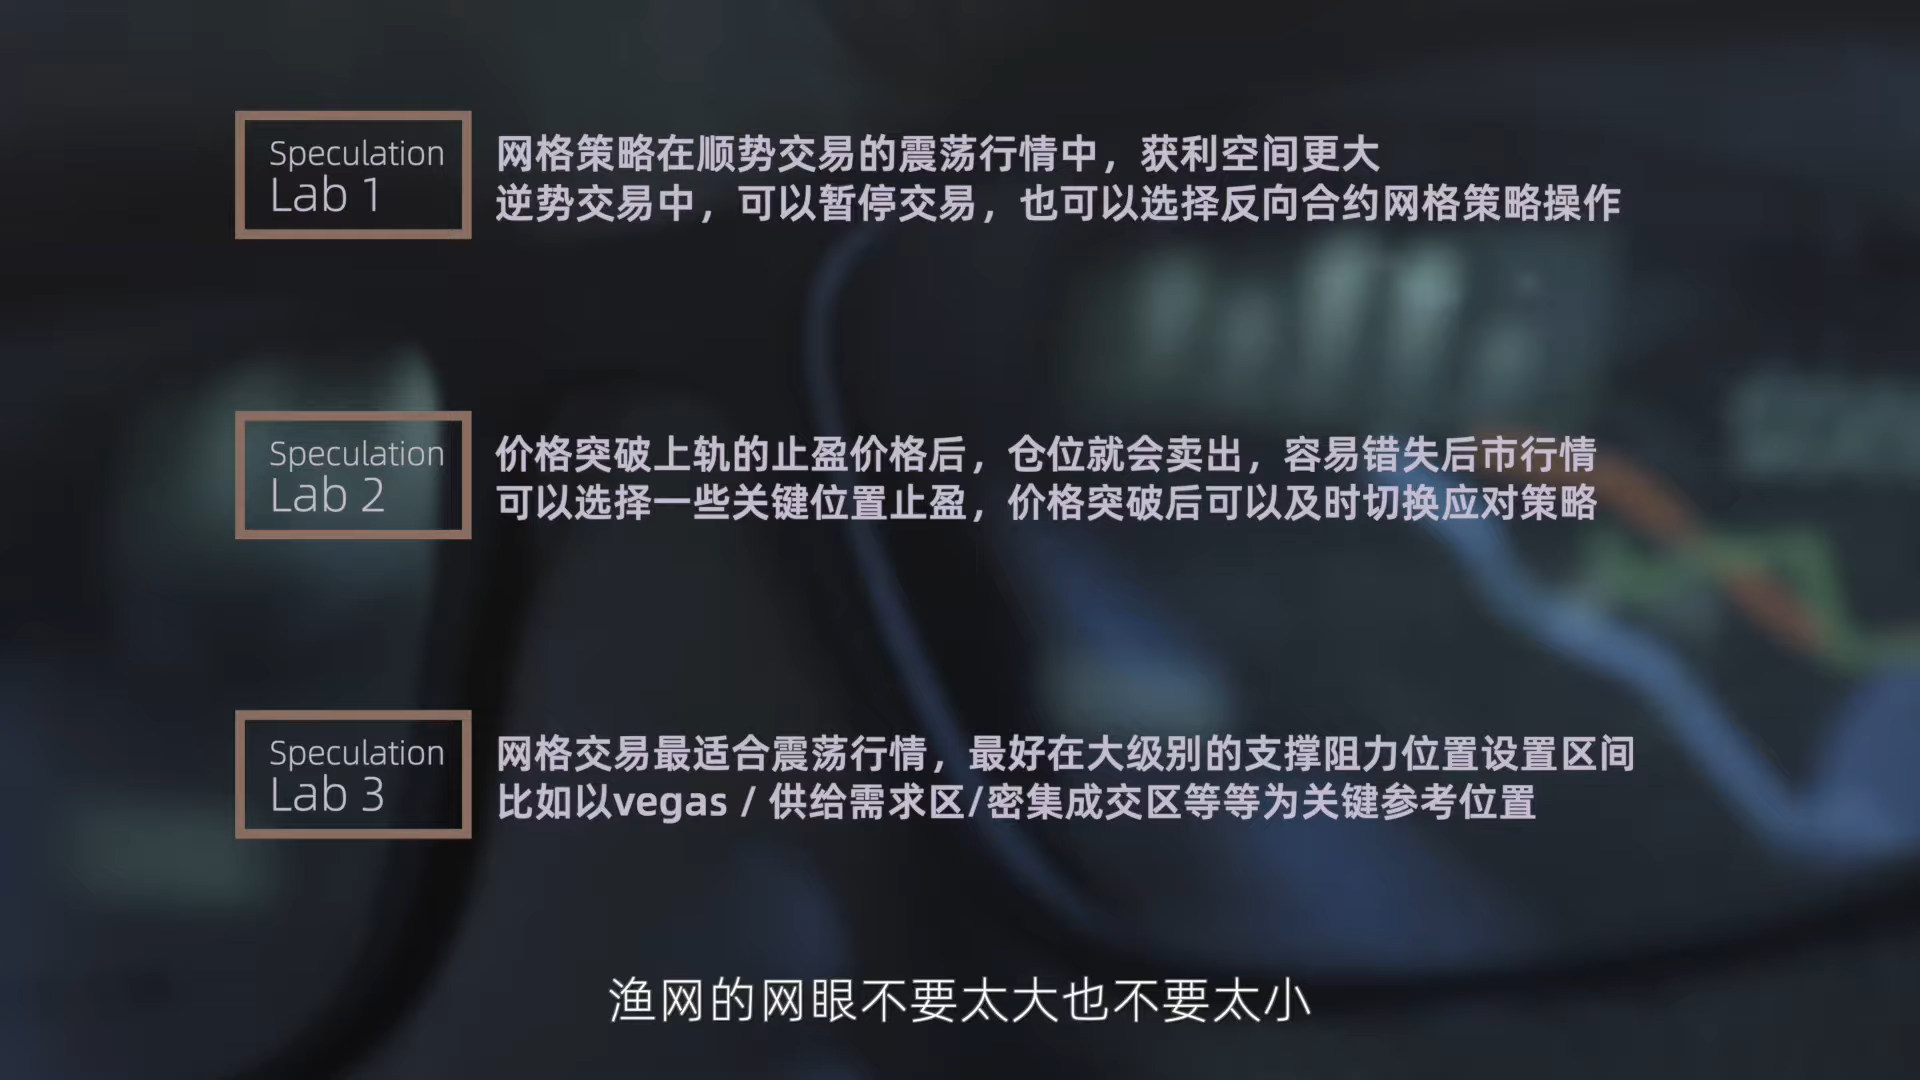 Speculation
Lab 1
网格策略在顺势交易的震荡行情中，获利空间更大
逆势交易中，可以暂停交易，也可以选择反向合约网格策略操作
Speculation
Lab 2
价格突破上轨的止盈价格后，仓位就会卖出，容易错失后市行情
可以选择一些关键位置止盈，价格突破后可以及时切换应对策略
Speculation
Lab 3
网格交易最适合震荡行情，最好在大级别的支撑阻力位置设置区间
比如以vegas / 供给需求区/密集成交区等等为关键参考位置
渔网的网眼不要太大也不要太小